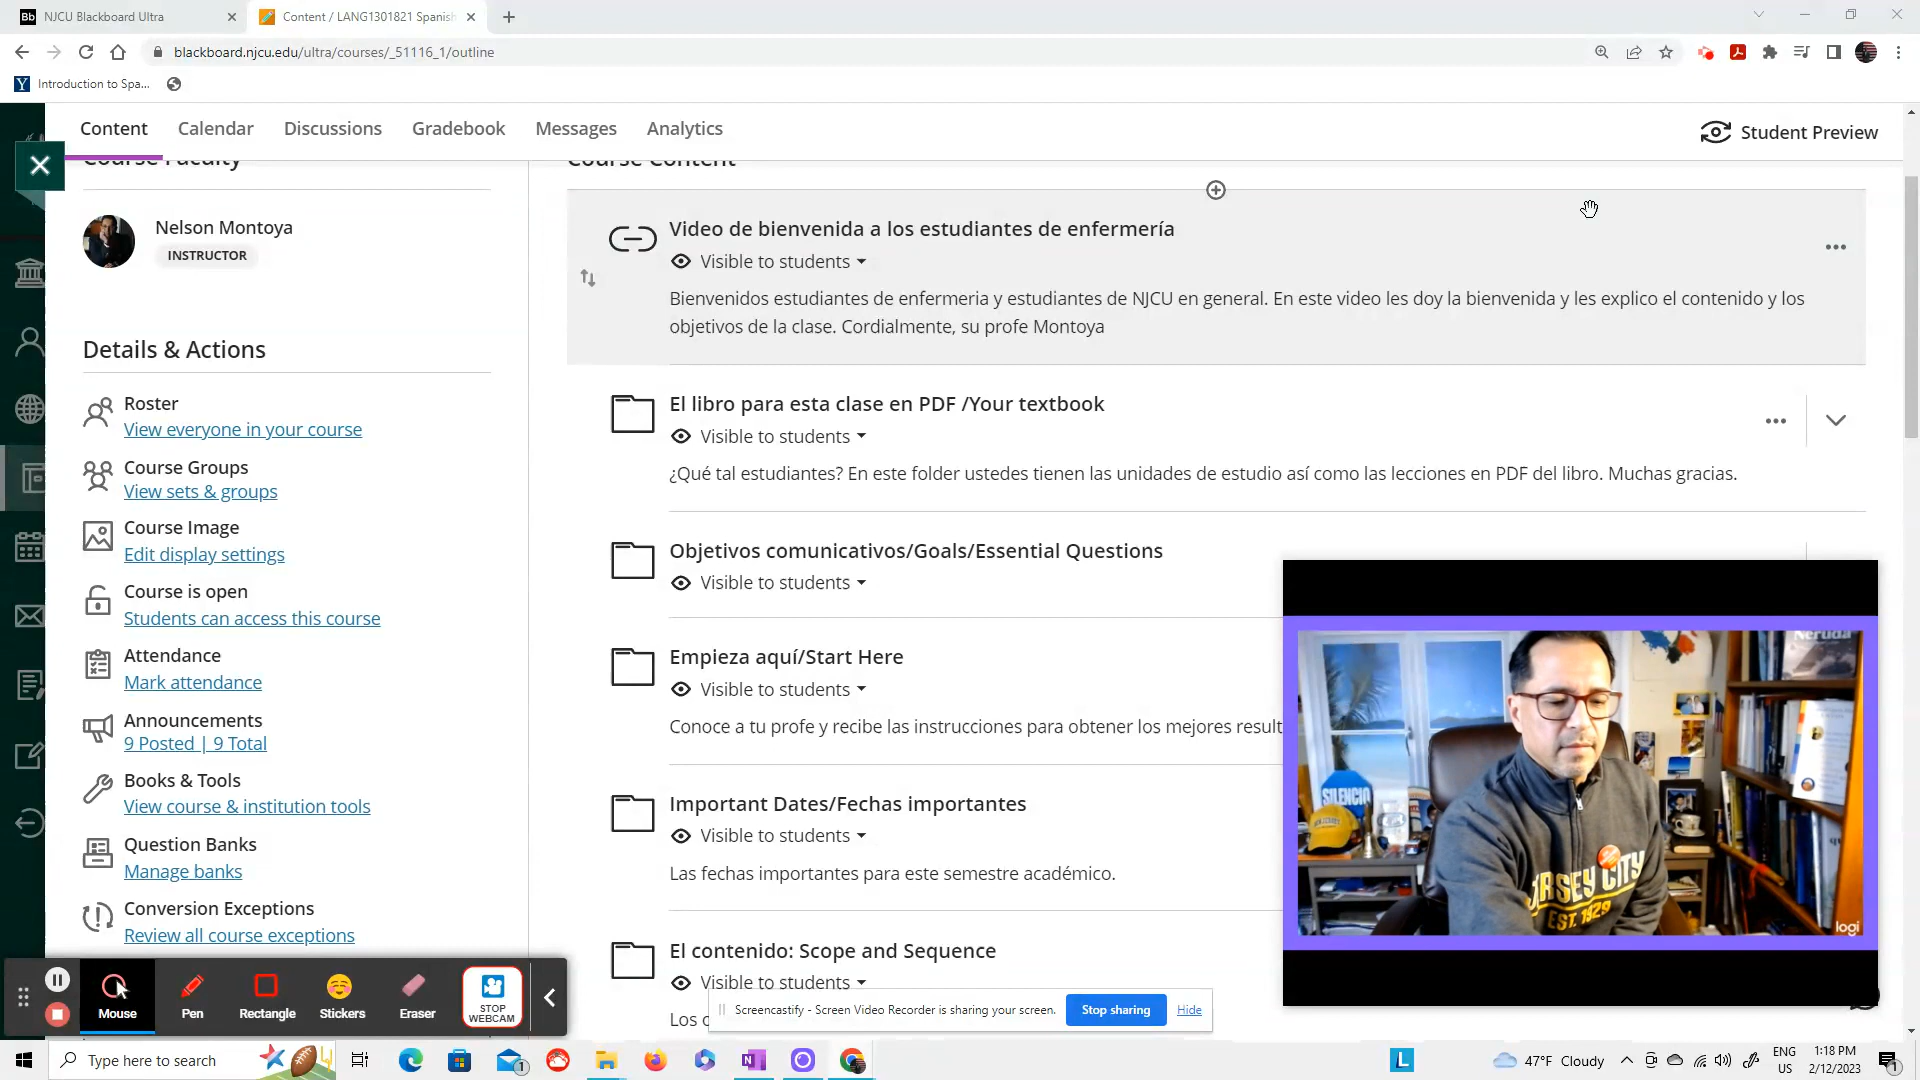 NJCU Blackboard Ultra
Content / LANG1301821 Spanish
blackboard.njcu.edu/ultra/courses/_51116_1/outline
Introduction to Spa...
Content
Calendar
Discussions
Gradebook
Messages
Analytics
Student Preview
Course Faculty
Nelson Montoya
INSTRUCTOR
Details & Actions
Roster
View everyone in your course
Course Groups
View sets & groups
Course Image
Edit display settings
Course is open
Students can access this course
Attendance
Mark attendance
Announcements
9 Posted | 9 Total
Books & Tools
View course & institution tools
Question Banks
Manage banks
Conversion Exceptions
Review all course exceptions
Course Content
Video de bienvenida a los estudiantes de enfermería
Visible to students
Bienvenidos estudiantes de enfermeria y estudiantes de NJCU en general. En este video les doy la bienvenida y les explico el contenido y los
objetivos de la clase. Cordialmente, su profe Montoya
El libro para esta clase en PDF /Your textbook
Visible to students
¿Qué tal estudiantes? En este folder ustedes tienen las unidades de estudio así como las lecciones en PDF del libro. Muchas gracias.
Objetivos comunicativos/Goals/Essential Questions
Visible to students
Empieza aquí/Start Here
Visible to students
Conoce a tu profe y recibe las instrucciones para obtener los mejores result
Important Dates/Fechas importantes
Visible to students
Las fechas importantes para este semestre académico.
El contenido: Scope and Sequence
Visible to students
Los c
Neruda
SILENCIO
JERSEY CITY
EST. 1929
logi
Mouse
Pen
Rectangle
Stickers
Eraser
STOP
WEBCAM
Screencastify - Screen Video Recorder is sharing your screen.
Stop sharing
Hide
Type here to search
47°F Cloudy
ENG
US
1:18 PM
2/12/2023